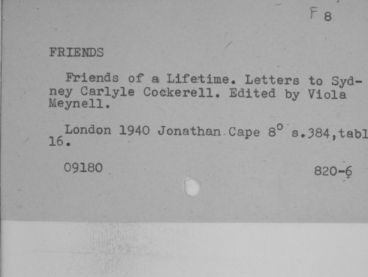 F 8
FRIENDS
Friends of a Lifetime. Letters to Syd-
ney Carlyle Cockerell. Edited by Viola
Meynell.
London 1940 Jonathan Cape 8° s.384,tabl
16.
09180 820-6